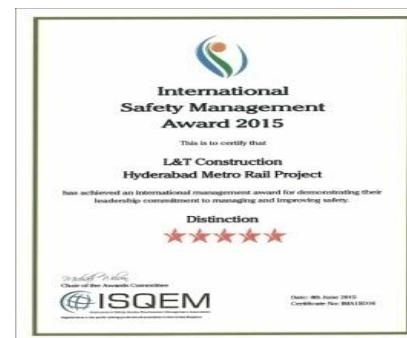 International
Safety Management
Award 2015
This is to certify that
L&T Construction
Hyderabad Metro Rail Project
has achieved an international management award for demonstrating their
leadership commitment to managing and improving safety.
Distinction
Chair of the Awards Committee
ISQEM
Date: 8th June 2015
Certificate No: